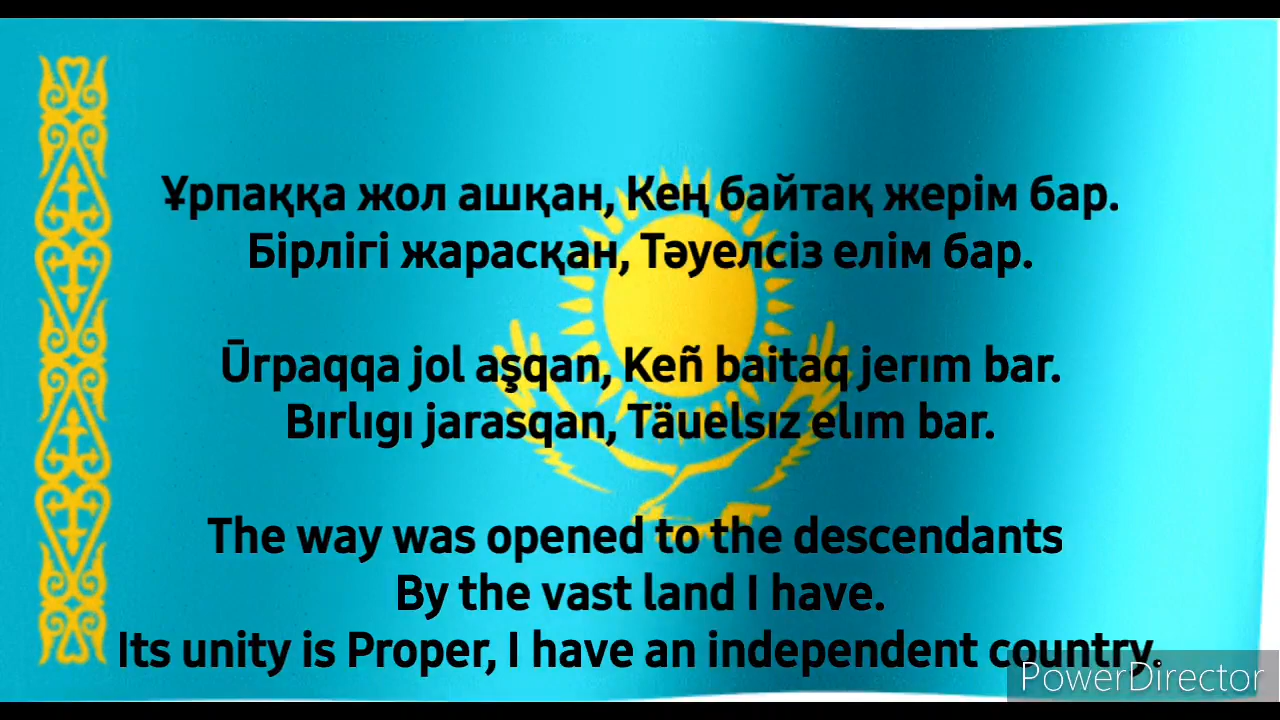 Ұрпаққа жол ашқан, Кең байтақ жерім бар.
Бірлігі жарасқан, Тәуелсіз елім бар.
Ūrpaqqa jol aşqan, Keñ baitaq jerım bar.
Bırlıgı jarasqan, Täuelsız elım bar.
The way was opened to the descendants
By the vast land I have.
Its unity is Proper, I have an independent country.
PowerDirector